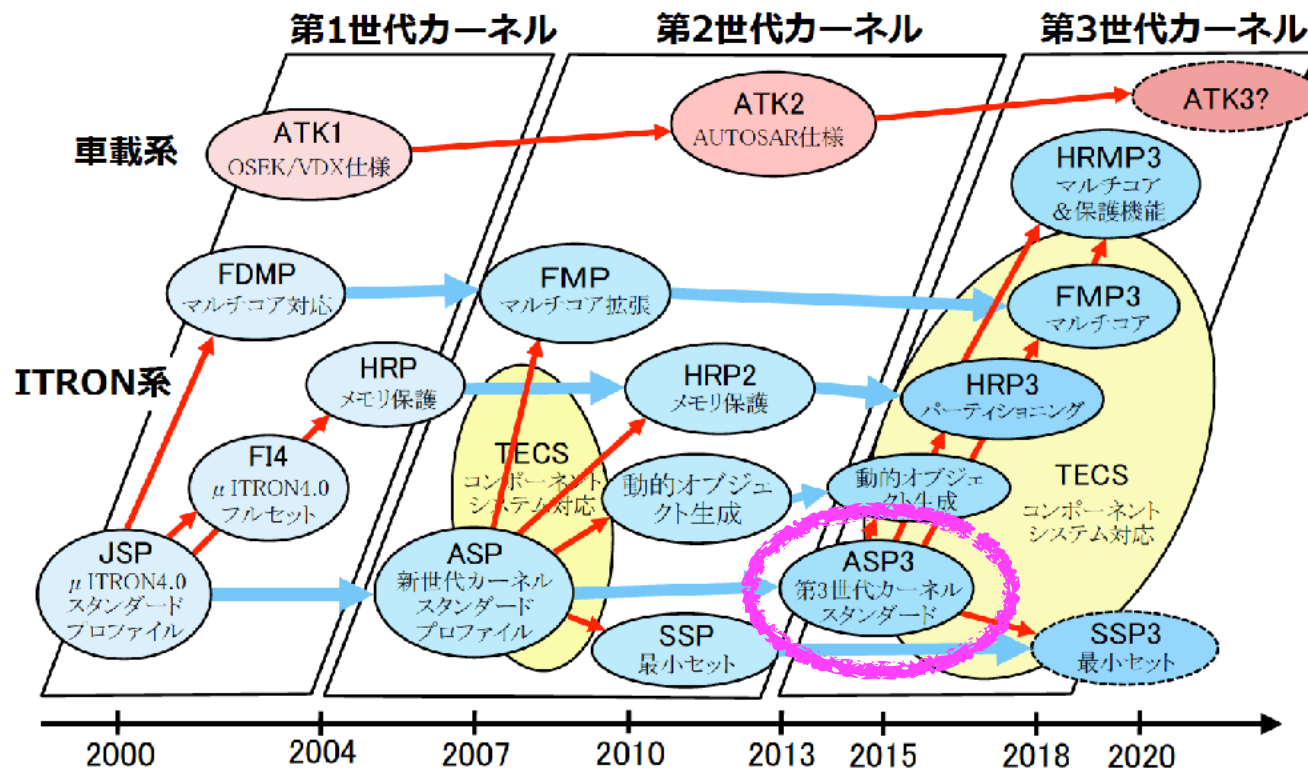 第1世代カーネル
第2世代カーネル
第3世代カーネル
車載系
ATK1
OSEK/VDX仕様
ATK2
AUTOSAR仕様
ATK3?
HRMP3
マルチコア
&保護機能
FDMP
マルチコア対応
FMP
マルチコア拡張
FMP3
マルチコア
ITRON系
HRP
メモリ保護
HRP2
メモリ保護
HRP3
パーティショニング
FI4
μITRON4.0
フルセット
TECS
コンポーネント
システム対応
動的オブジェ
クト生成
動的オブジェ
クト生成
TECS
コンポーネント
システム対応
JSP
μITRON4.0
スタンダード
プロファイル
ASP
新世代カーネル
スタンダード
プロファイル
ASP3
第3世代カーネル
スタンダード
SSP
最小セット
SSP3
最小セット
2000
2004
2007
2010
2013
2015
2018
2020